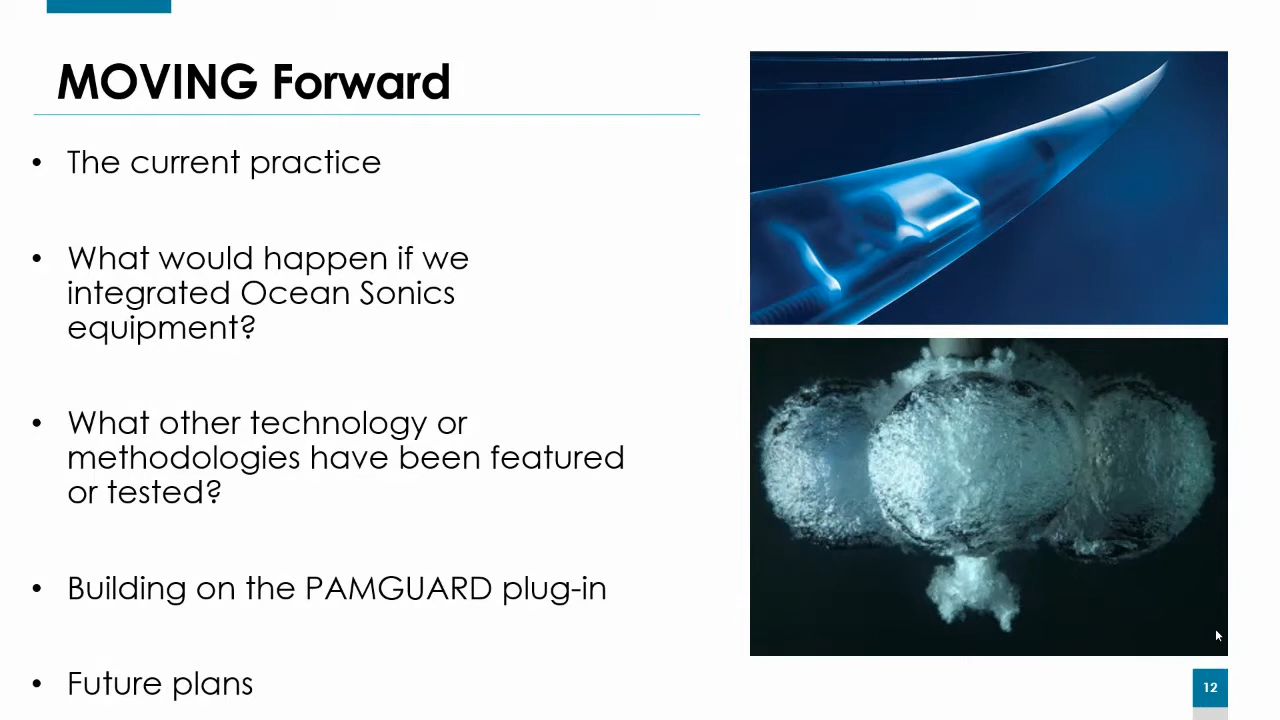 MOVING Forward
• The current practice
• What would happen if we
integrated Ocean Sonics
equipment?
• What other technology or
methodologies have been featured
or tested?
• Building on the PAMGUARD plug-in
• Future plans
12